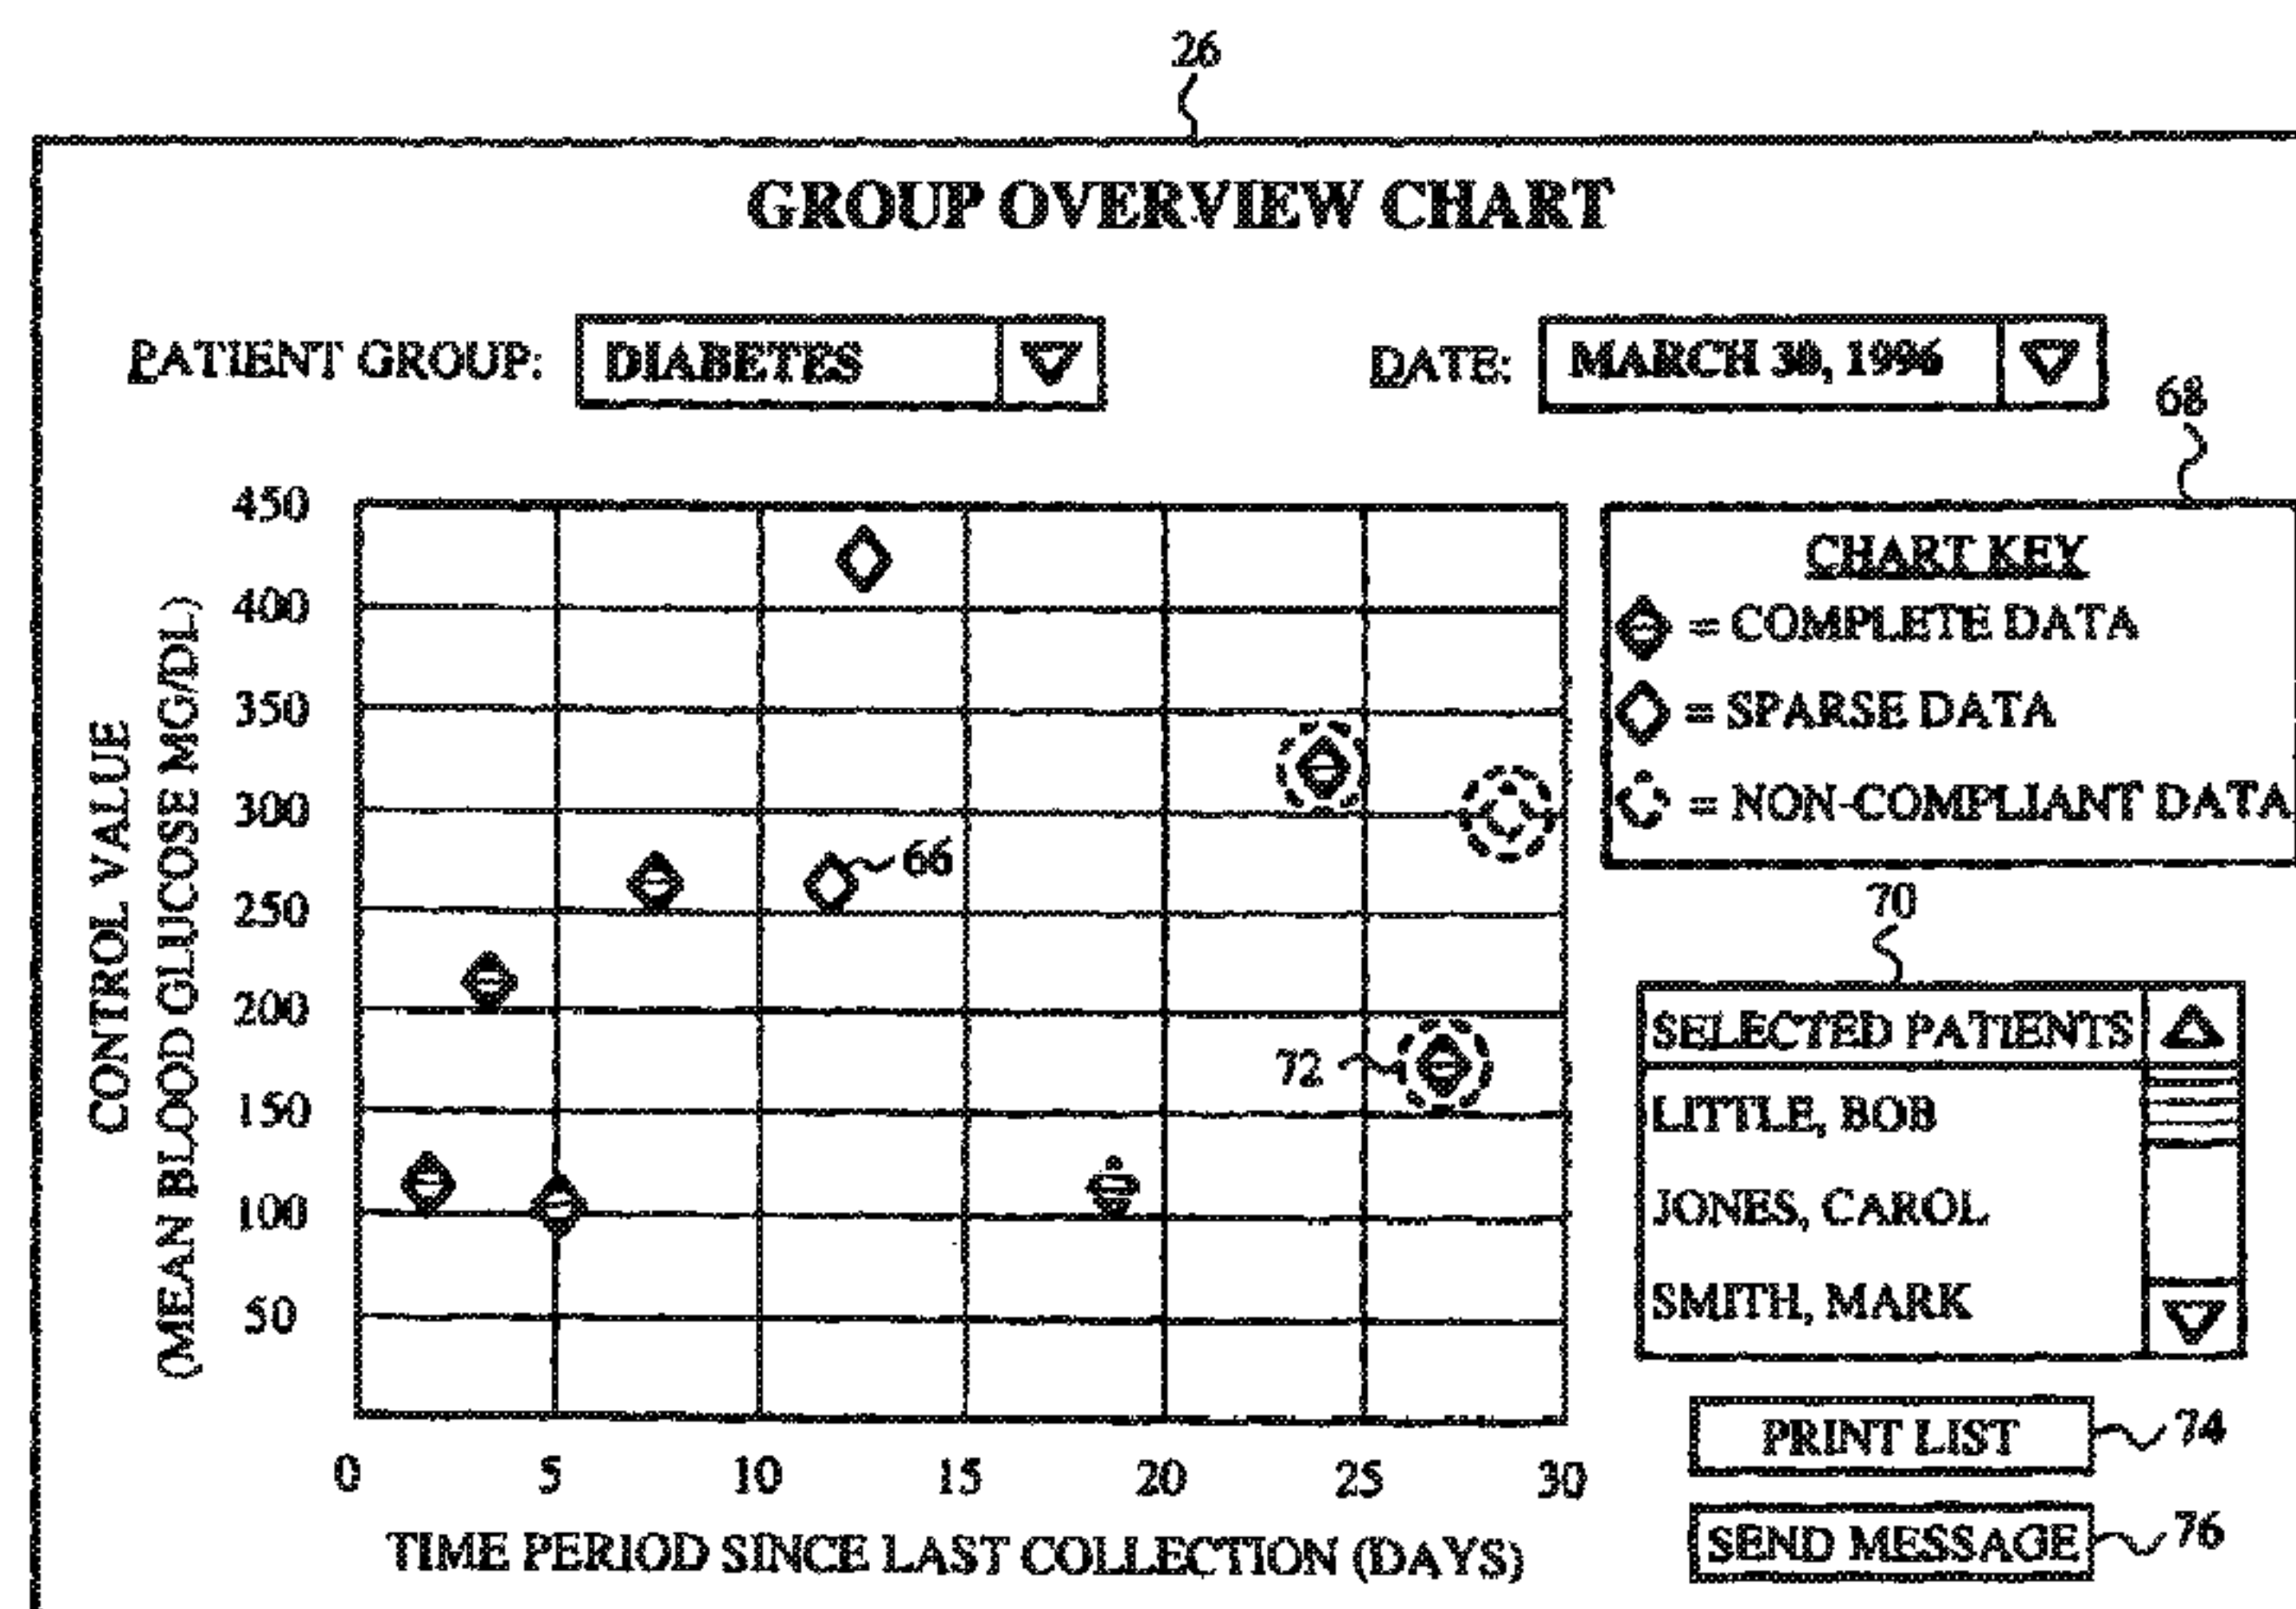 26
GROUP OVERVIEW CHART
PATIENT GROUP: DIABETES
DATE: MARCH 30, 1996
68
450
400
350
300
250
200
150
100
50
CONTROL VALUE
(MEAN BLOOD GLUCOSE MG/DL)
66
72
0 5 10 15 20 25 30
TIME PERIOD SINCE LAST COLLECTION (DAYS)
CHART KEY
= COMPLETE DATA
= SPARSE DATA
= NON-COMPLIANT DATA
70
SELECTED PATIENTS
LITTLE, BOB
JONES, CAROL
SMITH, MARK
PRINT LIST 74
SEND MESSAGE 76